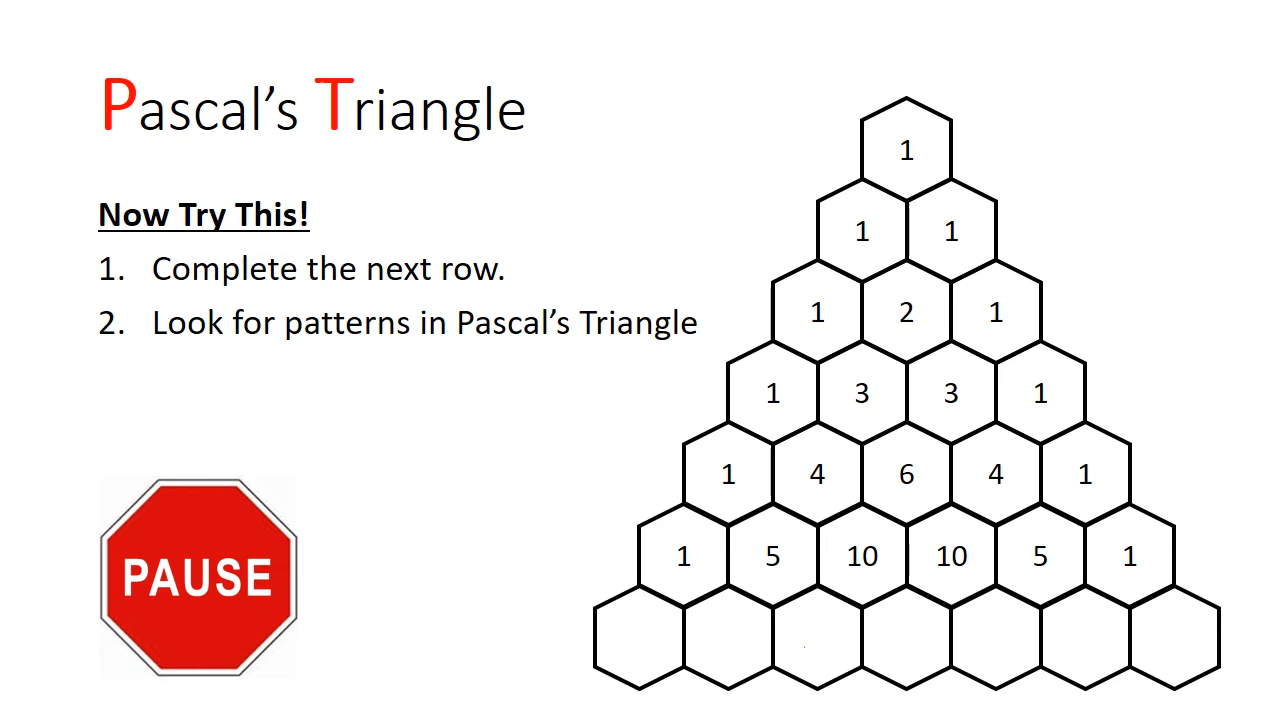 Pascal’s Triangle
Now Try This!
1. Complete the next row.
2. Look for patterns in Pascal’s Triangle
PAUSE
1
1 1
1 2 1
1 3 3 1
1 4 6 4 1
1 5 10 10 5 1